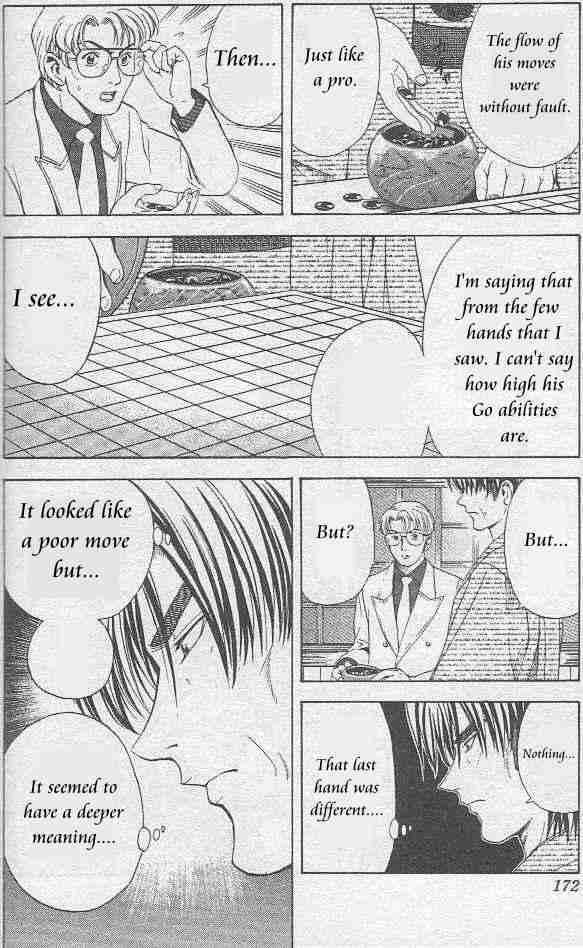 The flow of
his moves
were
without fault.
Just like
a pro.
Then...
I'm saying that
from the few
hands that I
saw. I can't say
how high his
Go abilities
are.
I see...
But...
But?
Nothing...
That last
hand was
different....
It looked like
a poor move
but...
It seemed to
have a deeper
meaning....
172